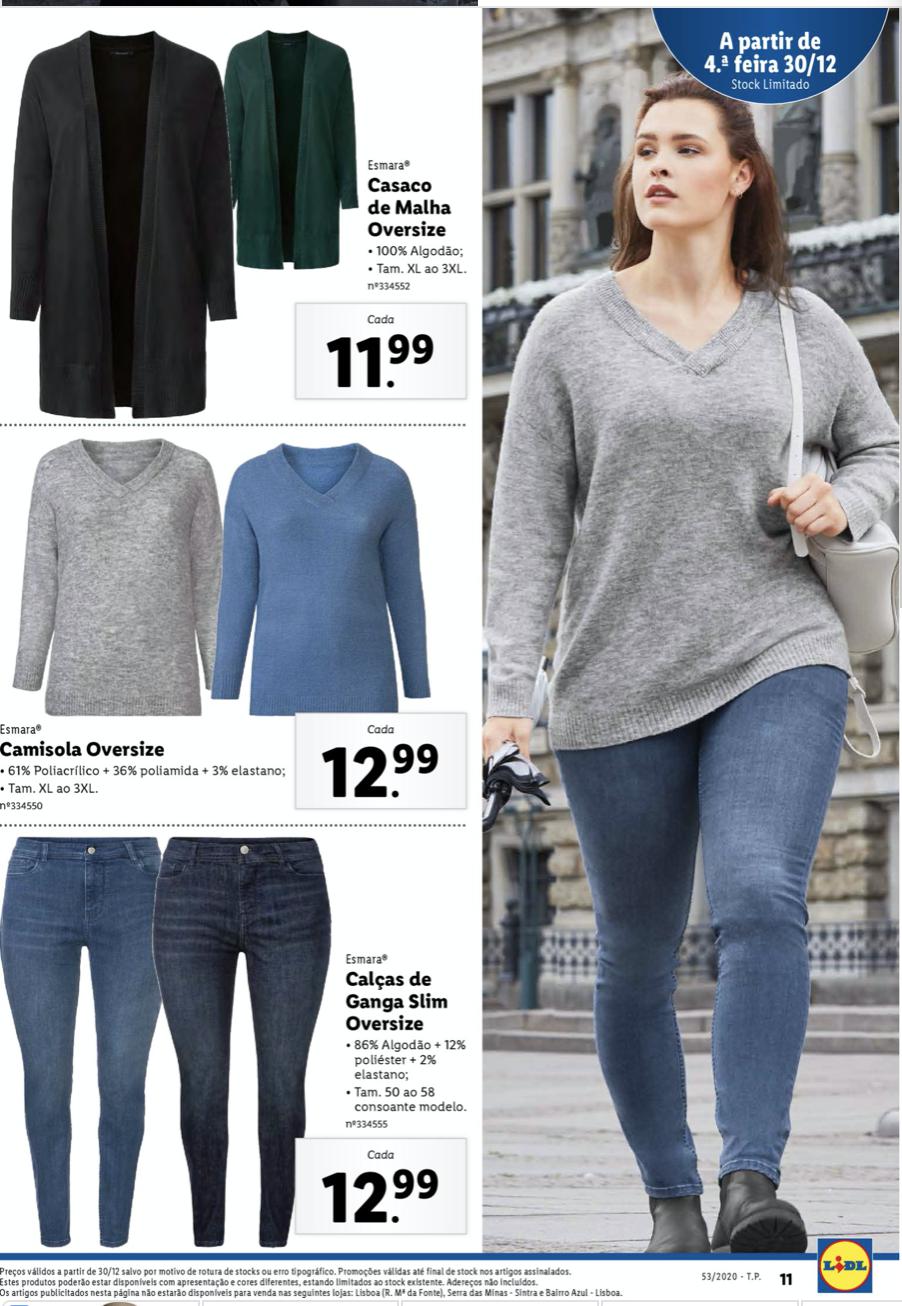 A partir de
4.ª feira 30/12
Stock Limitado
Esmara®
Casaco
de Malha
Oversize
• 100% Algodão;
• Tam. XL ao 3XL.
nº334552
Cada
11.99
Esmara®
Camisola Oversize
• 61% Poliacrílico + 36% poliamida + 3% elastano;
• Tam. XL ao 3XL.
nº334550
Cada
12.99
Esmara®
Calças de
Ganga Slim
Oversize
• 86% Algodão + 12%
poliéster + 2%
elastano;
• Tam. 50 ao 58
consoante modelo.
nº334555
Cada
12.99
Preços válidos a partir de 30/12 salvo por motivo de rotura de stocks ou erro tipográfico. Promoções válidas até final de stock nos artigos assinalados.
Estes produtos poderão estar disponíveis com apresentação e cores diferentes, estando limitados ao stock existente. Adereços não incluídos.
Os artigos publicitados nesta página não estarão disponíveis para venda nas seguintes lojas: Lisboa (R. Mª da Fonte), Serra das Minas - Sintra e Bairro Azul - Lisboa.
53/2020 - T.P. 11
LIDL